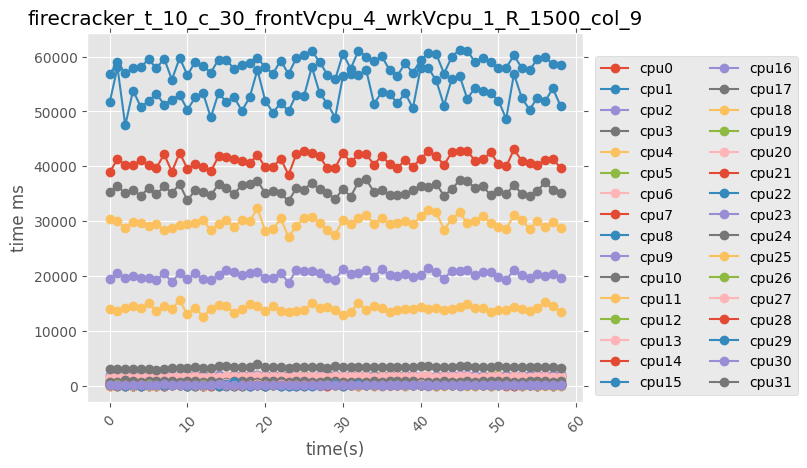 firecracker_t_10_c_30_frontVcpu_4_wrkVcpu_1_R_1500_col_9
time ms
60000
50000
40000
30000
20000
10000
0
0
10
20
30
40
50
60
time(s)
cpu0
cpu1
cpu2
cpu3
cpu4
cpu5
cpu6
cpu7
cpu8
cpu9
cpu10
cpu11
cpu12
cpu13
cpu14
cpu15
cpu16
cpu17
cpu18
cpu19
cpu20
cpu21
cpu22
cpu23
cpu24
cpu25
cpu26
cpu27
cpu28
cpu29
cpu30
cpu31